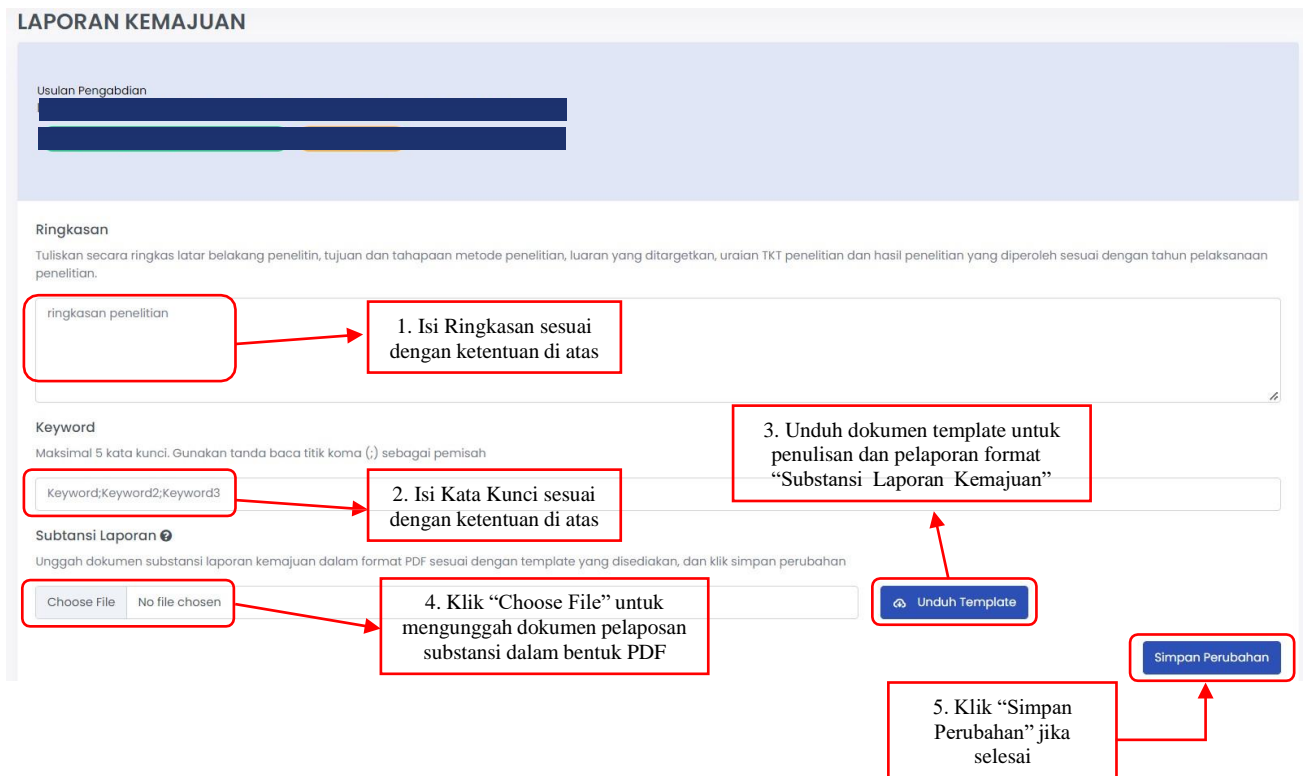 LAPORAN KEMAJUAN
Usulan Pengabdian
Ringkasan
Tuliskan secara ringkas latar belakang penelitin, tujuan dan tahapaan metode penelitian, luaran yang ditargetkan, uraian TKT penelitian dan hasil penelitian yang diperoleh sesuai dengan tahun pelaksanaan
penelitian.
ringkasan penelitian
1. Isi Ringkasan sesuai
dengan ketentuan di atas
Keyword
Maksimal 5 kata kunci. Gunakan tanda baca titik koma (;) sebagai pemisah
3. Unduh dokumen template untuk
penulisan dan pelaporan format
“Substansi Laporan Kemajuan”
Keyword;Keyword2;Keyword3
2. Isi Kata Kunci sesuai
dengan ketentuan di atas
Subtansi Laporan
Unggah dokumen substansi laporan kemajuan dalam format PDF sesuai dengan template yang disediakan, dan klik simpan perubahan
Choose File No file chosen
4. Klik “Choose File” untuk
mengunggah dokumen pelaposan
substansi dalam bentuk PDF
Unduh Template
Simpan Perubahan
5. Klik “Simpan
Perubahan” jika
selesai